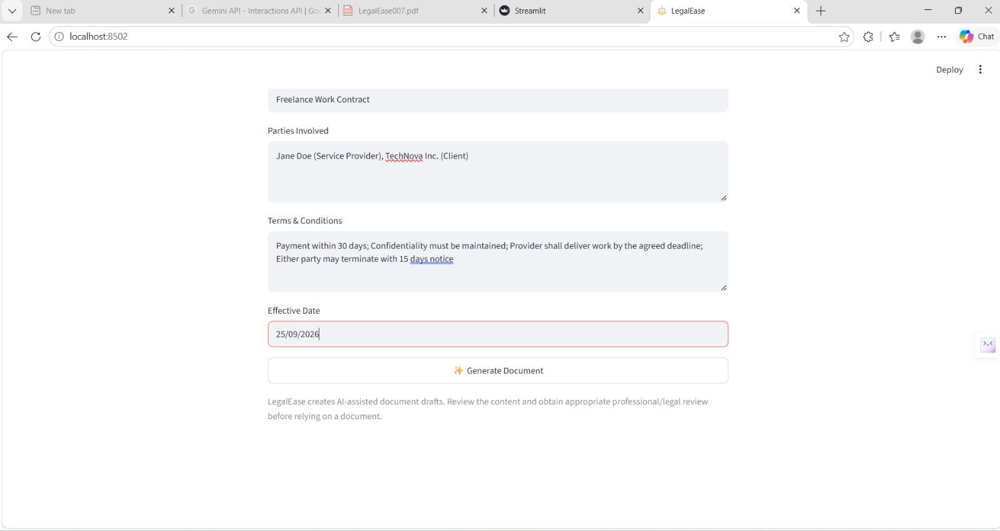 New tab
Gemini API - Interactions API | Goo
LegalEase007.pdf
Streamlit
LegalEase
localhost:8502
Chat
Deploy
Freelance Work Contract
Parties Involved
Jane Doe (Service Provider), TechNova Inc. (Client)
Terms & Conditions
Payment within 30 days; Confidentiality must be maintained; Provider shall deliver work by the agreed deadline;
Either party may terminate with 15 days notice
Effective Date
25/09/2026
✨ Generate Document
LegalEase creates AI-assisted document drafts. Review the content and obtain appropriate professional/legal review
before relying on a document.